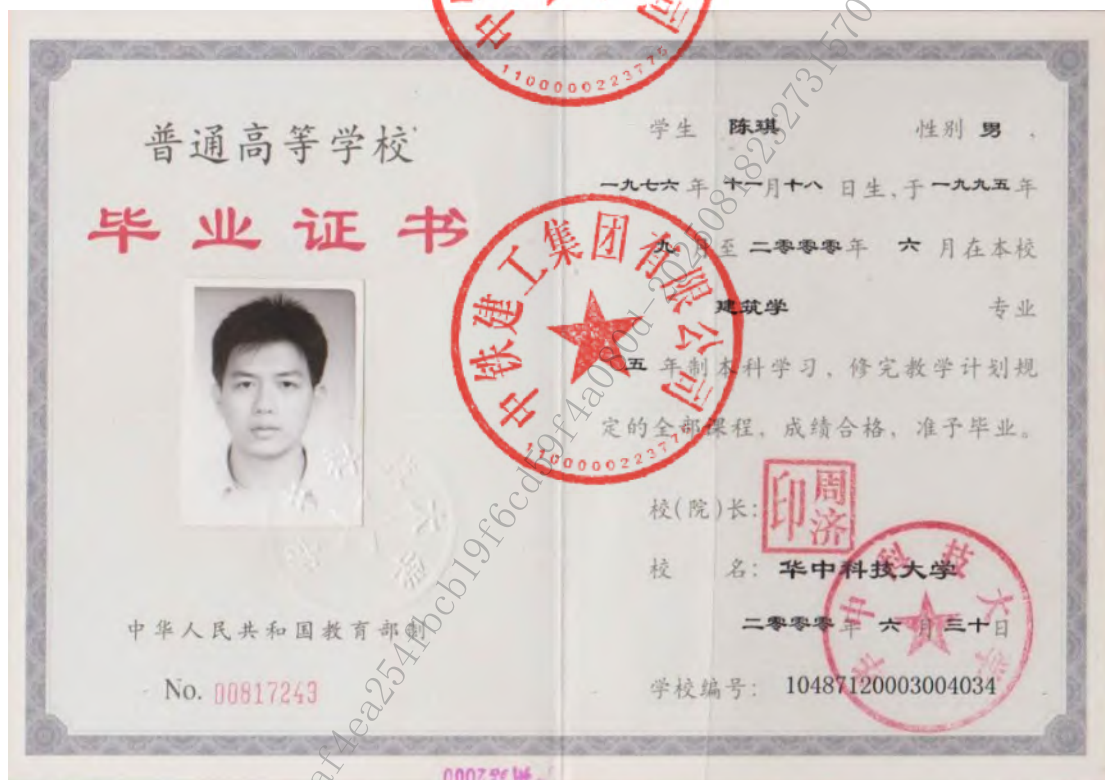 普通高等学校
毕业证书
中华人民共和国教育部制
No. 00817243
学生 陈琪 性别 男 ,
一九七六年 十一月十八 日生、于 一九九五年
九 月至 二零零零年 六 月在本校
建筑学 专业
五 年制本科学习、修完教学计划规
定的全部课程、成绩合格、准予毕业。
校(院)长:
周济印
校 名: 华中科技大学
二零零零年 六 月 三十日
学校编号: 10487120003004034
华中科技大学
中铁建工集团有限公司